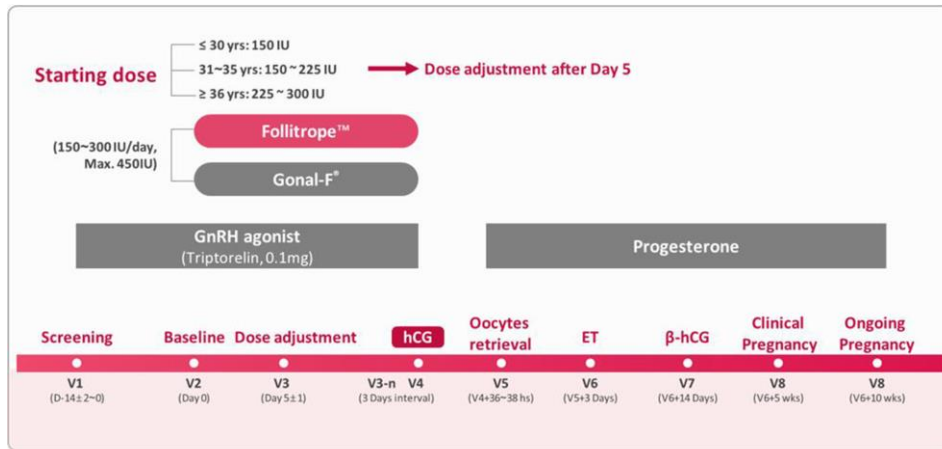 Starting dose
≤ 30 yrs: 150 IU
31~35 yrs: 150 ~ 225 IU
≥ 36 yrs: 225 ~ 300 IU
Dose adjustment after Day 5
(150~300 IU/day,
Max. 450IU)
Follitrope™
Gonal-F®
GnRH agonist
(Triptorelin, 0.1mg)
Progesterone
Screening
Baseline
Dose adjustment
hCG
Oocytes
retrieval
ET
β-hCG
Clinical
Pregnancy
Ongoing
Pregnancy
V1
(D-14±2~0)
V2
(Day 0)
V3
(Day 5±1)
V3-n V4
(3 Days interval)
V5
(V4+36~38 hs)
V6
(V5+3 Days)
V7
(V6+14 Days)
V8
(V6+5 wks)
V8
(V6+10 wks)